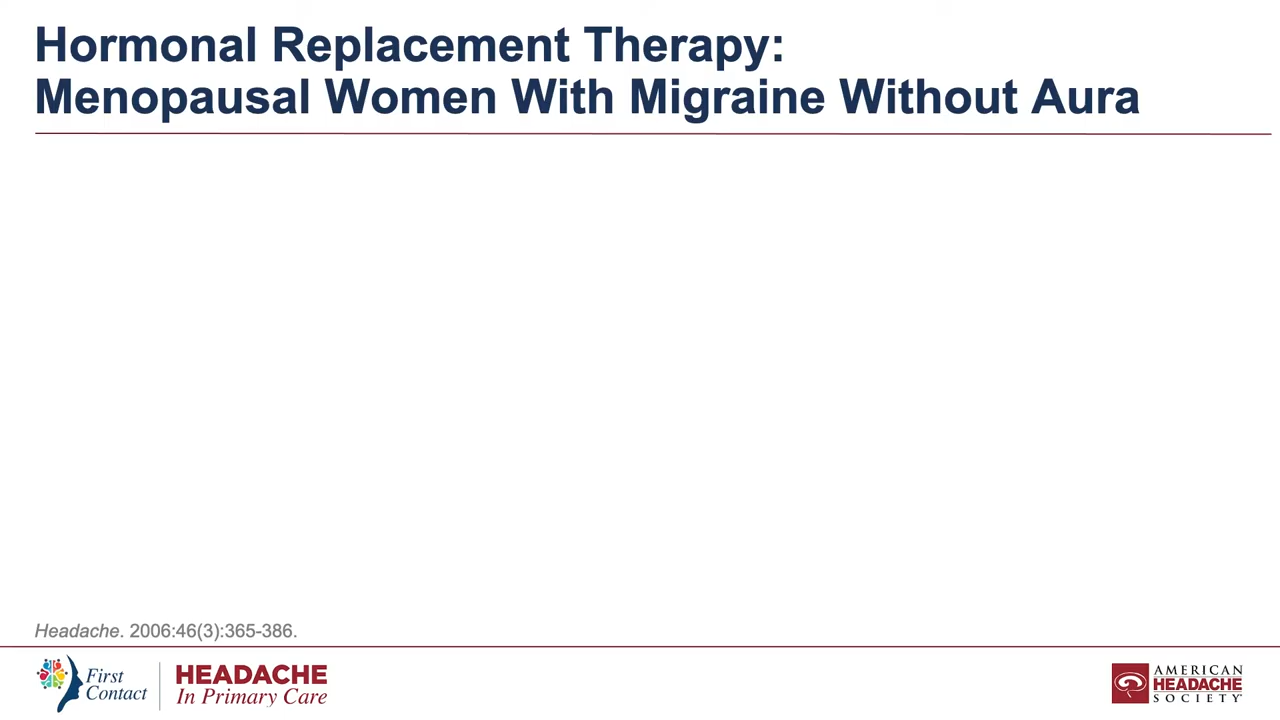 Hormonal Replacement Therapy:
Menopausal Women With Migraine Without Aura
Headache. 2006:46(3):365-386.
First
Contact
HEADACHE
In Primary Care
AMERICAN
HEADACHE
SOCIETY